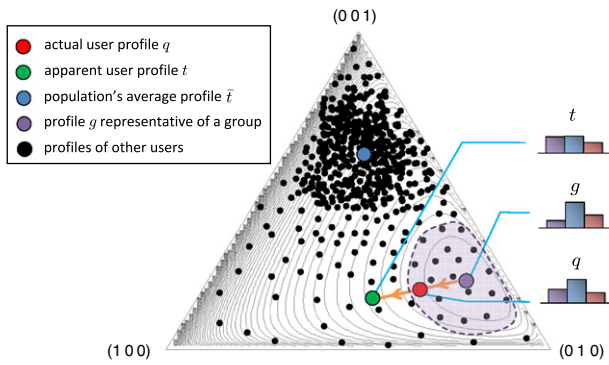 (0 0 1)
actual user profile q
apparent user profile t
population's average profile t̄
profile g representative of a group
profiles of other users
t
g
q
(1 0 0)
(0 1 0)